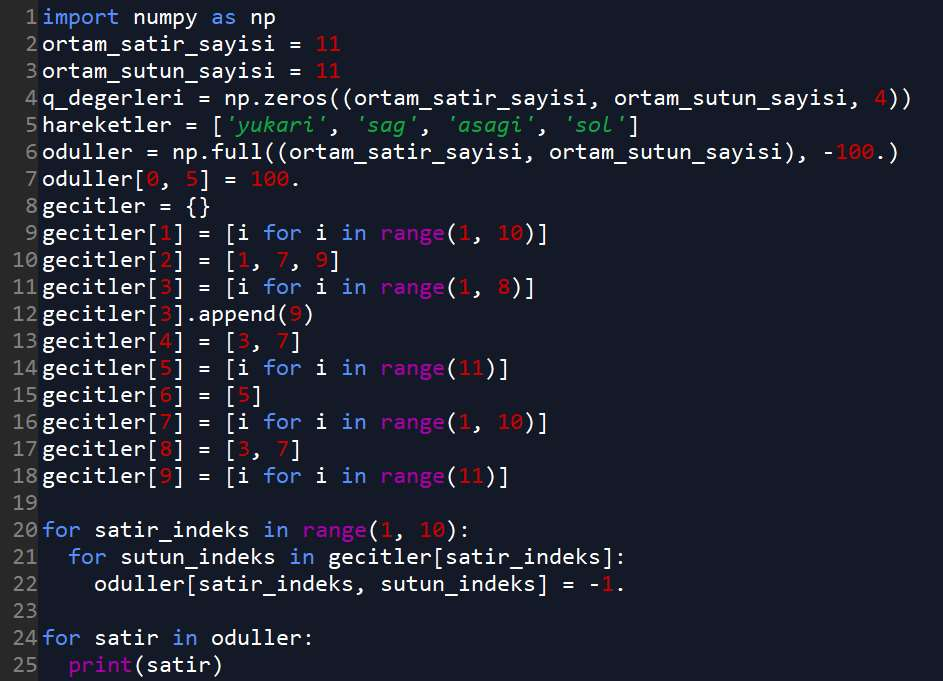 1 import numpy as np
2 ortam_satir_sayisi = 11
3 ortam_sutun_sayisi = 11
4 q_degerleri = np.zeros((ortam_satir_sayisi, ortam_sutun_sayisi, 4))
5 hareketler = ['yukari', 'sag', 'asagi', 'sol']
6 oduller = np.full((ortam_satir_sayisi, ortam_sutun_sayisi), -100.)
7 oduller[0, 5] = 100.
8 gecitler = {}
9 gecitler[1] = [i for i in range(1, 10)]
10 gecitler[2] = [1, 7, 9]
11 gecitler[3] = [i for i in range(1, 8)]
12 gecitler[3].append(9)
13 gecitler[4] = [3, 7]
14 gecitler[5] = [i for i in range(11)]
15 gecitler[6] = [5]
16 gecitler[7] = [i for i in range(1, 10)]
17 gecitler[8] = [3, 7]
18 gecitler[9] = [i for i in range(11)]
19
20 for satir_indeks in range(1, 10):
21   for sutun_indeks in gecitler[satir_indeks]:
22     oduller[satir_indeks, sutun_indeks] = -1.
23
24 for satir in oduller:
25   print(satir)